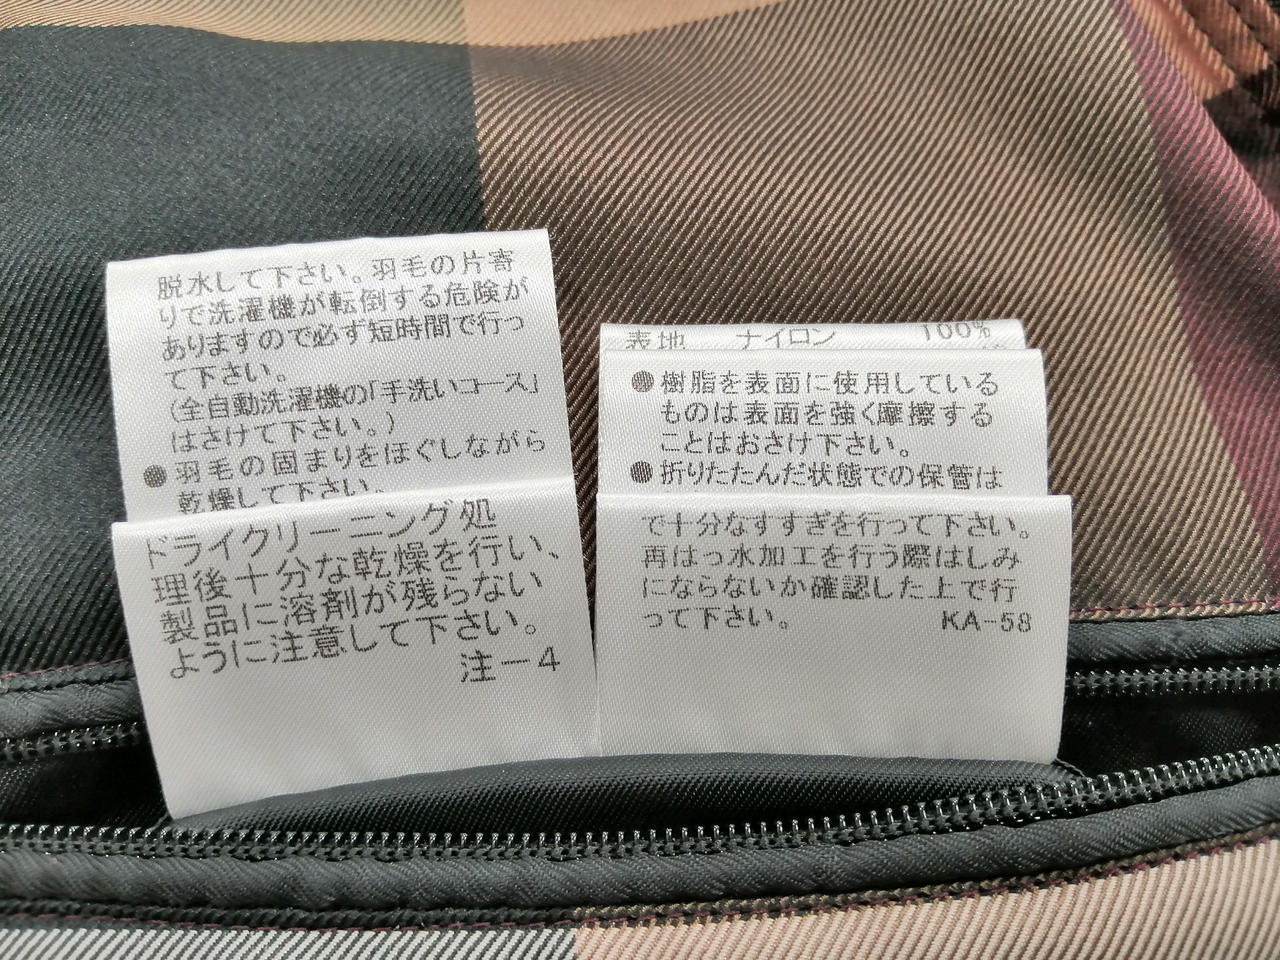 脱水して下さい。羽毛の片寄
りで洗濯機が転倒する危険が
ありますので必ず短時間で行っ
て下さい。
(全自動洗濯機の「手洗いコース」
はさけて下さい。)
●羽毛の固まりをほぐしながら
乾燥して下さい。
ドライクリーニング処
理後十分な乾燥を行い、
製品に溶剤が残らない
ように注意して下さい。
注－4
表地 ナイロン 100%
●樹脂を表面に使用している
ものは表面を強く摩擦する
ことはおさけ下さい。
●折りたたんだ状態での保管は
で十分なすすぎを行って下さい。
再はっ水加工を行う際はしみ
にならないか確認した上で行
って下さい。
KA-58